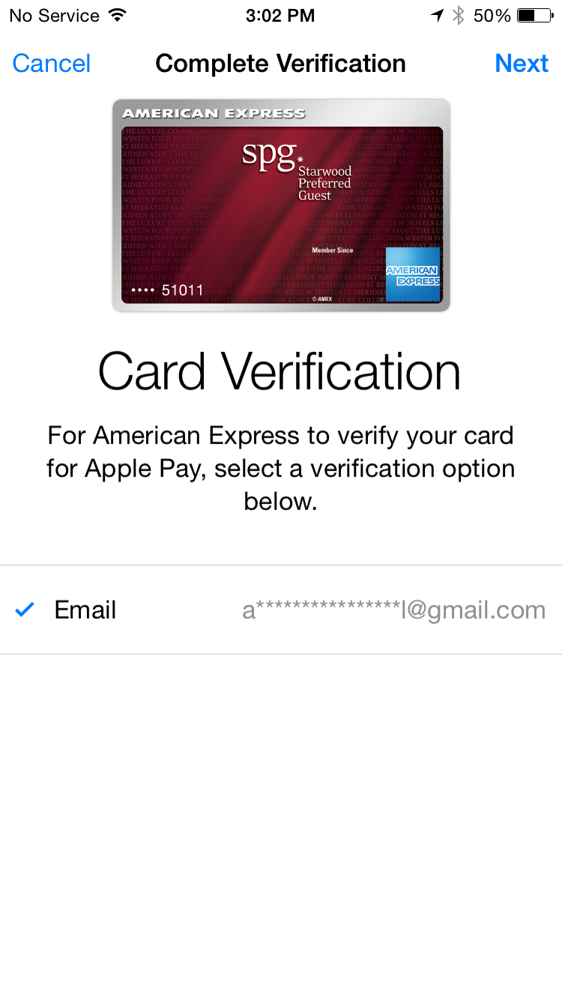 No Service 3:02 PM 50%
Cancel Complete Verification Next
AMERICAN EXPRESS
spg
Starwood
Preferred
Guest
Member Since
AMERICAN
EXPRESS
•••• 51011
© AMEX
Card Verification
For American Express to verify your card
for Apple Pay, select a verification option
below.
Email a****************l@gmail.com